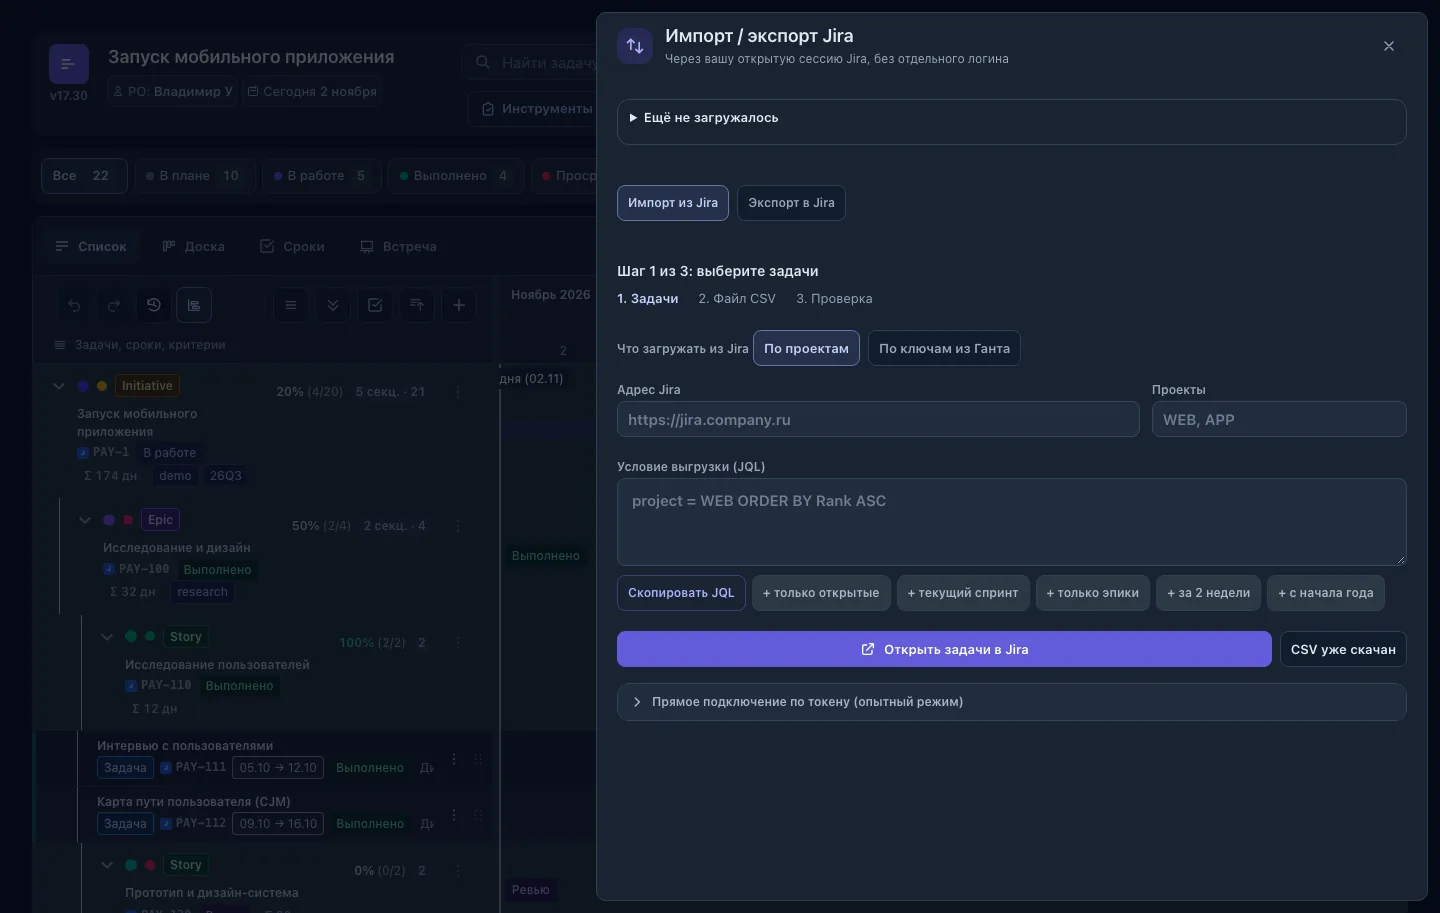 Запуск мобильного приложения
v17.30
PO: Владимир У
Сегодня 2 ноября
Найти задачу
Инструменты
Все 22
В плане 10
В работе 5
Выполнено 4
Проср
Список
Доска
Сроки
Встреча
Ноябрь 2026
Задачи, сроки, критерии
2
дня (02.11)
Initiative
20% (4/20) 5 секц. · 21
Запуск мобильного
приложения
PAY-1 В работе
Σ 174 дн demo 26Q3
Epic
50% (2/4) 2 секц. · 4
Исследование и дизайн
PAY-100 Выполнено
Σ 32 дн research
Выполнено
Story
100% (2/2) 2
Исследование пользователей
PAY-110 Выполнено
Σ 12 дн
Интервью с пользователями
Задача PAY-111 05.10 → 12.10 Выполнено
Карта пути пользователя (CJM)
Задача PAY-112 09.10 → 16.10 Выполнено
Story
0% (0/2) 2
Прототип и дизайн-система
Ревью
Импорт / экспорт Jira
Через вашу открытую сессию Jira, без отдельного логина
Ещё не загружалось
Импорт из Jira
Экспорт в Jira
Шаг 1 из 3: выберите задачи
1. Задачи 2. Файл CSV 3. Проверка
Что загружать из Jira По проектам По ключам из Ганта
Адрес Jira
Проекты
https://jira.company.ru
WEB, APP
Условие выгрузки (JQL)
project = WEB ORDER BY Rank ASC
Скопировать JQL
+ только открытые
+ текущий спринт
+ только эпики
+ за 2 недели
+ с начала года
Открыть задачи в Jira
CSV уже скачан
Прямое подключение по токену (опытный режим)